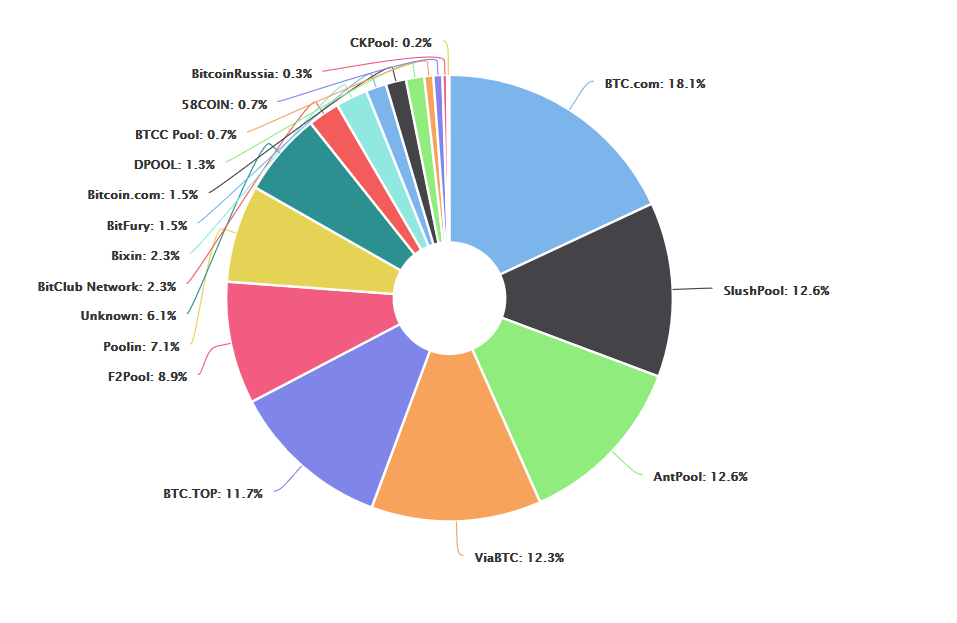 CKPool: 0.2%
BitcoinRussia: 0.3%
BTC.com: 18.1%
58COIN: 0.7%
BTCC Pool: 0.7%
DPOOL: 1.3%
Bitcoin.com: 1.5%
BitFury: 1.5%
Bixin: 2.3%
BitClub Network: 2.3%
SlushPool: 12.6%
Unknown: 6.1%
Poolin: 7.1%
F2Pool: 8.9%
AntPool: 12.6%
BTC.TOP: 11.7%
ViaBTC: 12.3%